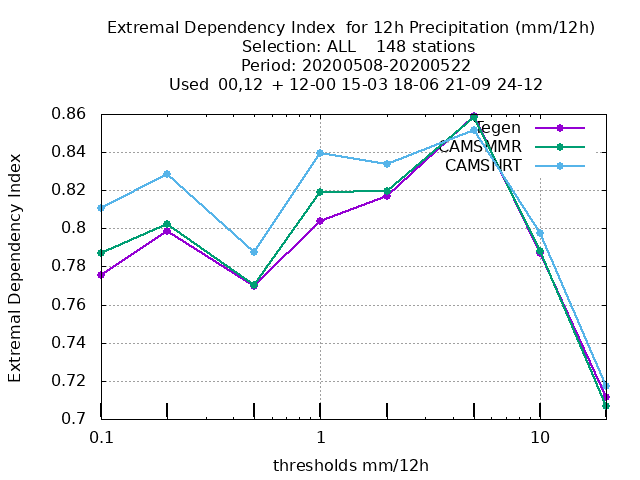 Extremal Dependency Index  for 12h Precipitation (mm/12h)
Selection: ALL    148 stations
Period: 20200508-20200522
Used  00,12  + 12-00 15-03 18-06 21-09 24-12
Extremal Dependency Index
0.86
0.84
0.82
0.8
0.78
0.76
0.74
0.72
0.7
Tegen
CAMSMMR
CAMSNRT
0.1
1
10
thresholds mm/12h